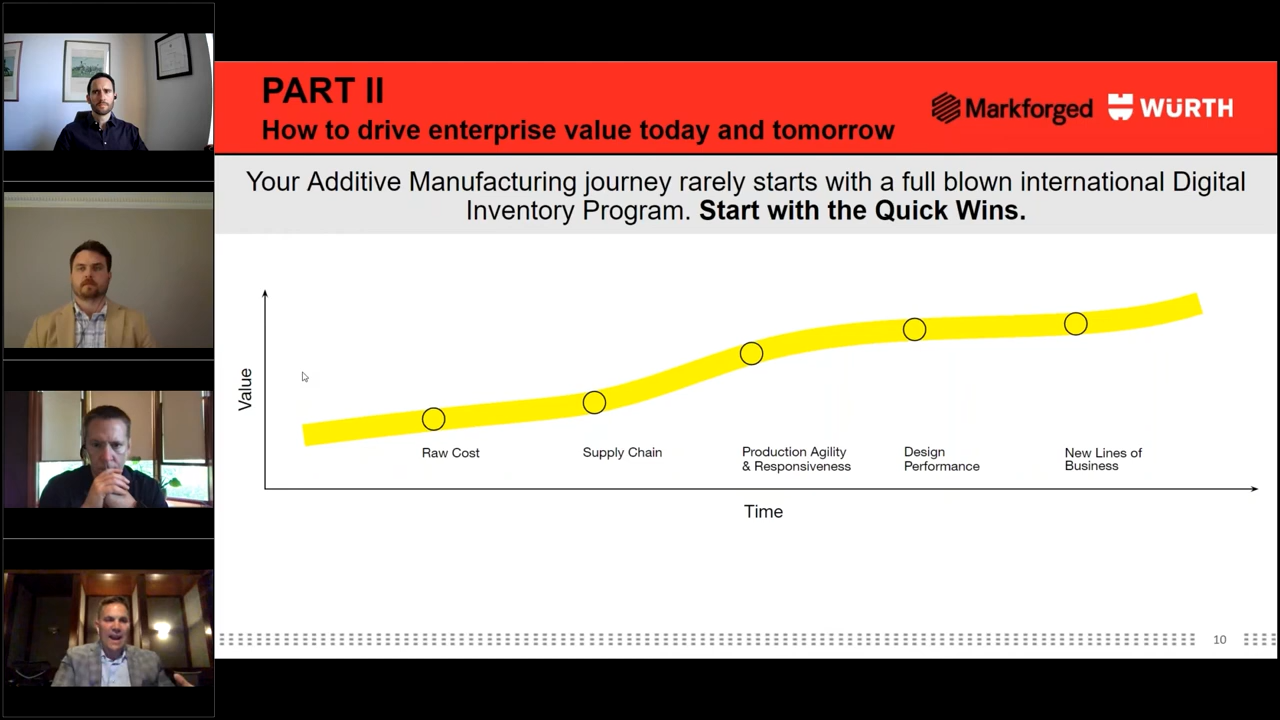 PART II
How to drive enterprise value today and tomorrow
Markforged
WÜRTH
Your Additive Manufacturing journey rarely starts with a full blown international Digital
Inventory Program. Start with the Quick Wins.
Value
Raw Cost
Supply Chain
Production Agility
& Responsiveness
Design
Performance
New Lines of
Business
Time
10